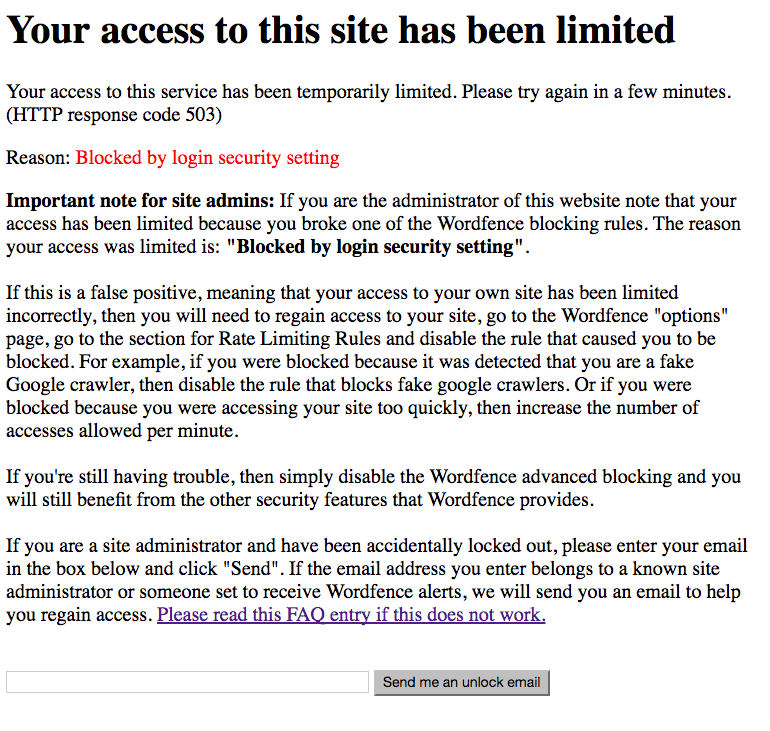 Your access to this site has been limited
Your access to this service has been temporarily limited. Please try again in a few minutes.
(HTTP response code 503)
Reason: Blocked by login security setting
Important note for site admins: If you are the administrator of this website note that your
access has been limited because you broke one of the Wordfence blocking rules. The reason
your access was limited is: "Blocked by login security setting".
If this is a false positive, meaning that your access to your own site has been limited
incorrectly, then you will need to regain access to your site, go to the Wordfence "options"
page, go to the section for Rate Limiting Rules and disable the rule that caused you to be
blocked. For example, if you were blocked because it was detected that you are a fake
Google crawler, then disable the rule that blocks fake google crawlers. Or if you were
blocked because you were accessing your site too quickly, then increase the number of
accesses allowed per minute.
If you're still having trouble, then simply disable the Wordfence advanced blocking and you
will still benefit from the other security features that Wordfence provides.
If you are a site administrator and have been accidentally locked out, please enter your email
in the box below and click "Send". If the email address you enter belongs to a known site
administrator or someone set to receive Wordfence alerts, we will send you an email to help
you regain access. Please read this FAQ entry if this does not work.
Send me an unlock email